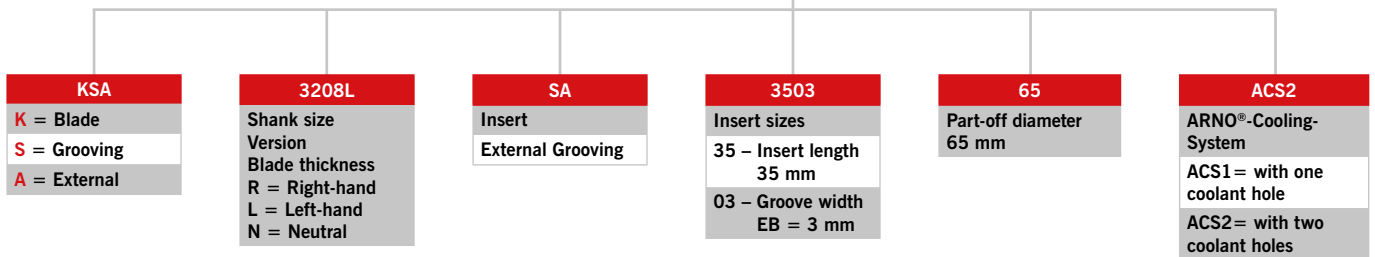 KSA
K = Blade
S = Grooving
A = External
3208L
Shank size
Version
Blade thickness
R = Right-hand
L = Left-hand
N = Neutral
SA
Insert
External Grooving
3503
Insert sizes
35 – Insert length
35 mm
03 – Groove width
EB = 3 mm
65
Part-off diameter
65 mm
ACS2
ARNO®-Cooling-
System
ACS1= with one
coolant hole
ACS2= with two
coolant holes